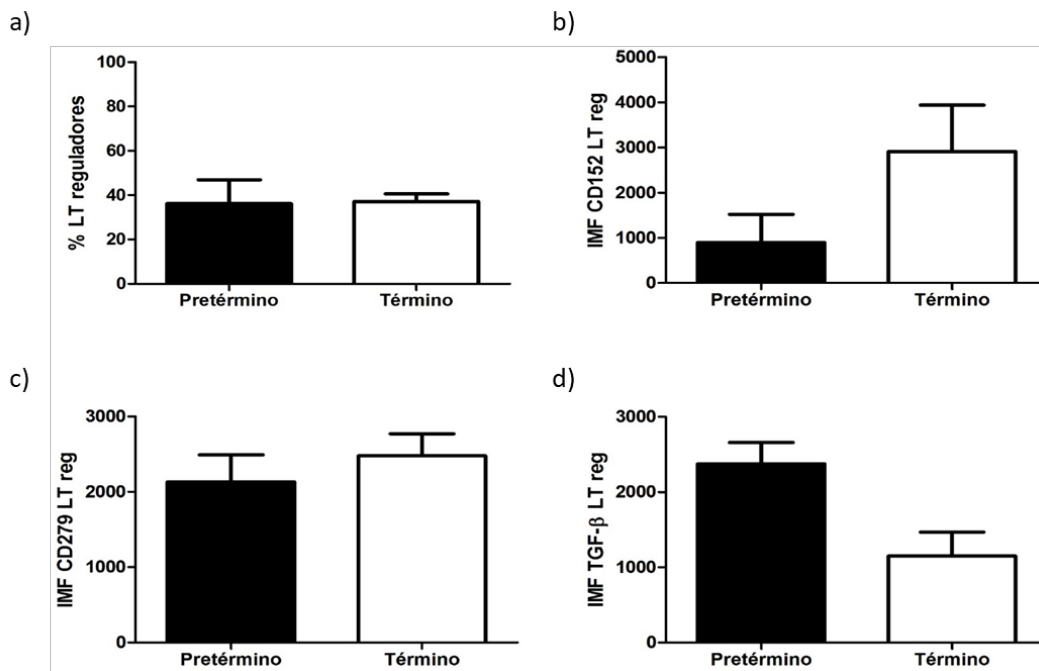 a)
% LT reguladores
100
80
60
40
20
0
Pretérmino Término
b)
IMF CD152 LT reg
5000
4000
3000
2000
1000
0
Pretérmino Término
c)
IMF CD279 LT reg
3000
2000
1000
0
Pretérmino Término
d)
IMF TGF-β LT reg
3000
2000
1000
0
Pretérmino Término